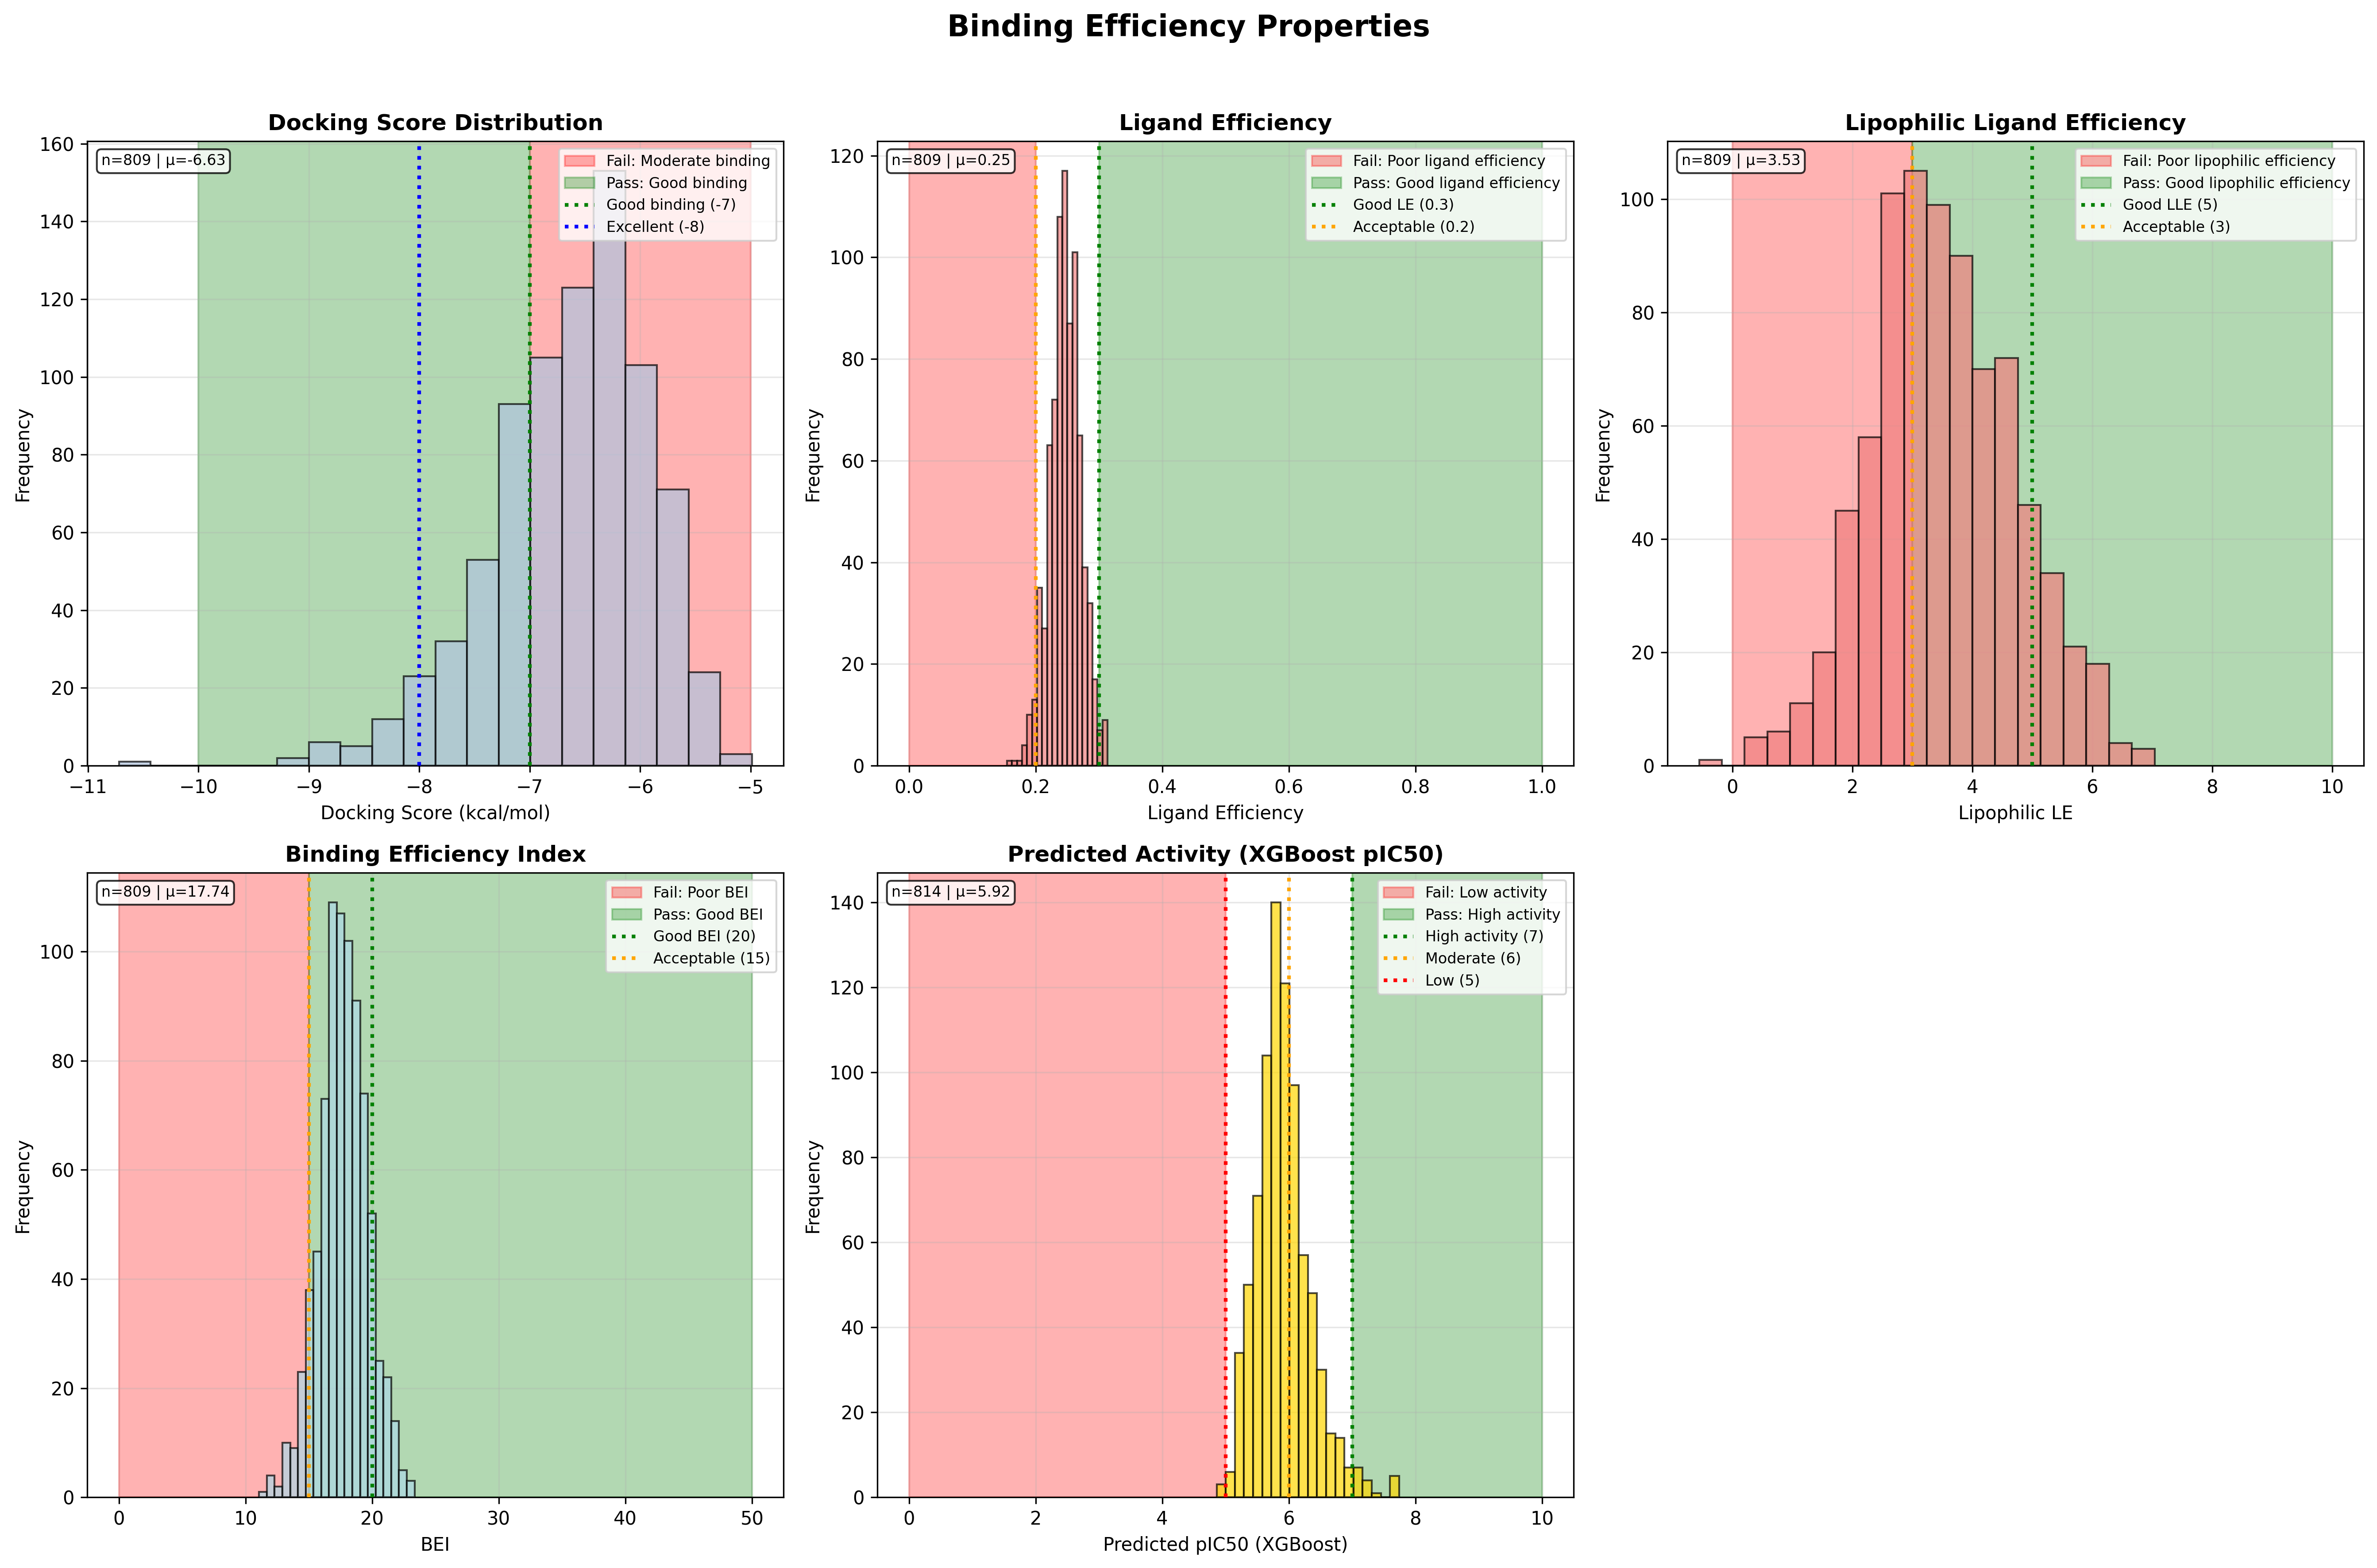 Binding Efficiency Properties
Docking Score Distribution
n=809 | μ=-6.63
Fail: Moderate binding
Pass: Good binding
Good binding (-7)
Excellent (-8)
160
140
120
100
80
60
40
20
0
Frequency
−11
−10
−9
−8
−7
−6
−5
Docking Score (kcal/mol)
Ligand Efficiency
n=809 | μ=0.25
Fail: Poor ligand efficiency
Pass: Good ligand efficiency
Good LE (0.3)
Acceptable (0.2)
120
100
80
60
40
20
0
Frequency
0.0
0.2
0.4
0.6
0.8
1.0
Ligand Efficiency
Lipophilic Ligand Efficiency
n=809 | μ=3.53
Fail: Poor lipophilic efficiency
Pass: Good lipophilic efficiency
Good LLE (5)
Acceptable (3)
100
80
60
40
20
0
Frequency
0
2
4
6
8
10
Lipophilic LE
Binding Efficiency Index
n=809 | μ=17.74
Fail: Poor BEI
Pass: Good BEI
Good BEI (20)
Acceptable (15)
100
80
60
40
20
0
Frequency
0
10
20
30
40
50
BEI
Predicted Activity (XGBoost pIC50)
n=814 | μ=5.92
Fail: Low activity
Pass: High activity
High activity (7)
Moderate (6)
Low (5)
140
120
100
80
60
40
20
0
Frequency
0
2
4
6
8
10
Predicted pIC50 (XGBoost)